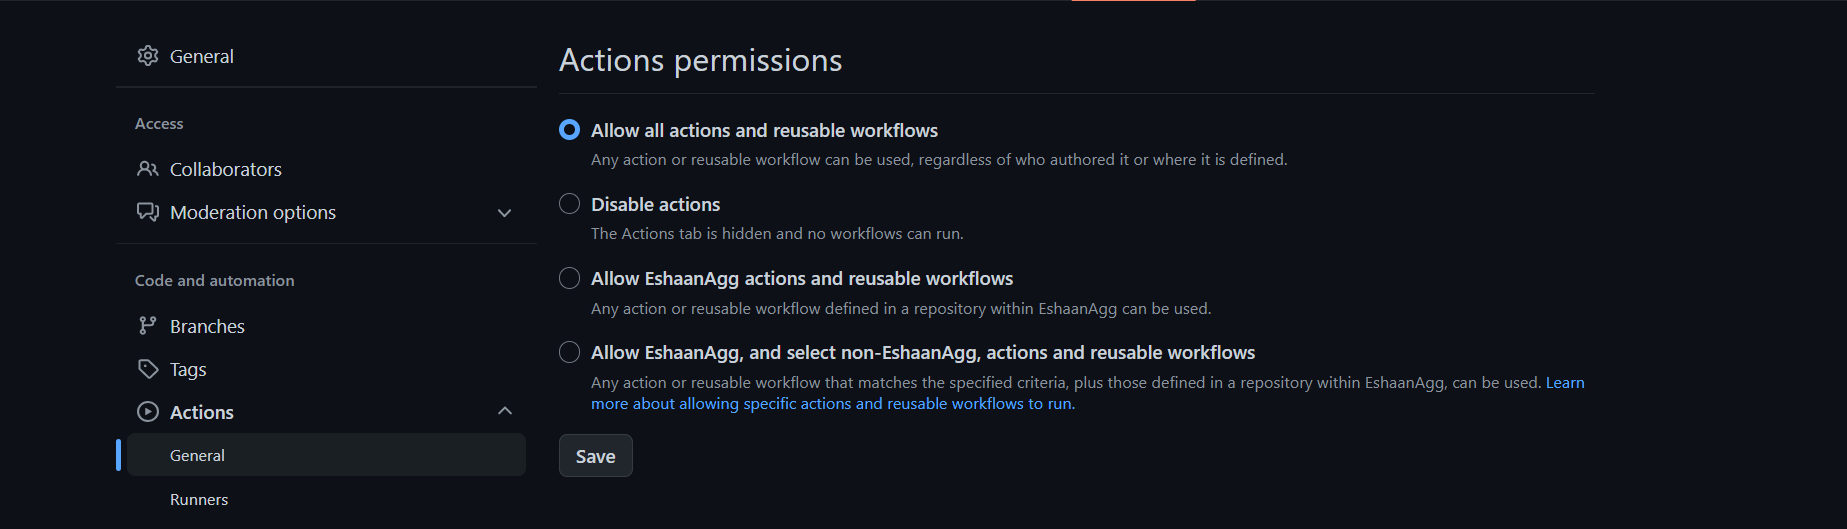 General
Access
Collaborators
Moderation options
Code and automation
Branches
Tags
Actions
General
Runners
Actions permissions
Allow all actions and reusable workflows
Any action or reusable workflow can be used, regardless of who authored it or where it is defined.
Disable actions
The Actions tab is hidden and no workflows can run.
Allow EshaanAgg actions and reusable workflows
Any action or reusable workflow defined in a repository within EshaanAgg can be used.
Allow EshaanAgg, and select non-EshaanAgg, actions and reusable workflows
Any action or reusable workflow that matches the specified criteria, plus those defined in a repository within EshaanAgg, can be used. Learn
more about allowing specific actions and reusable workflows to run.
Save